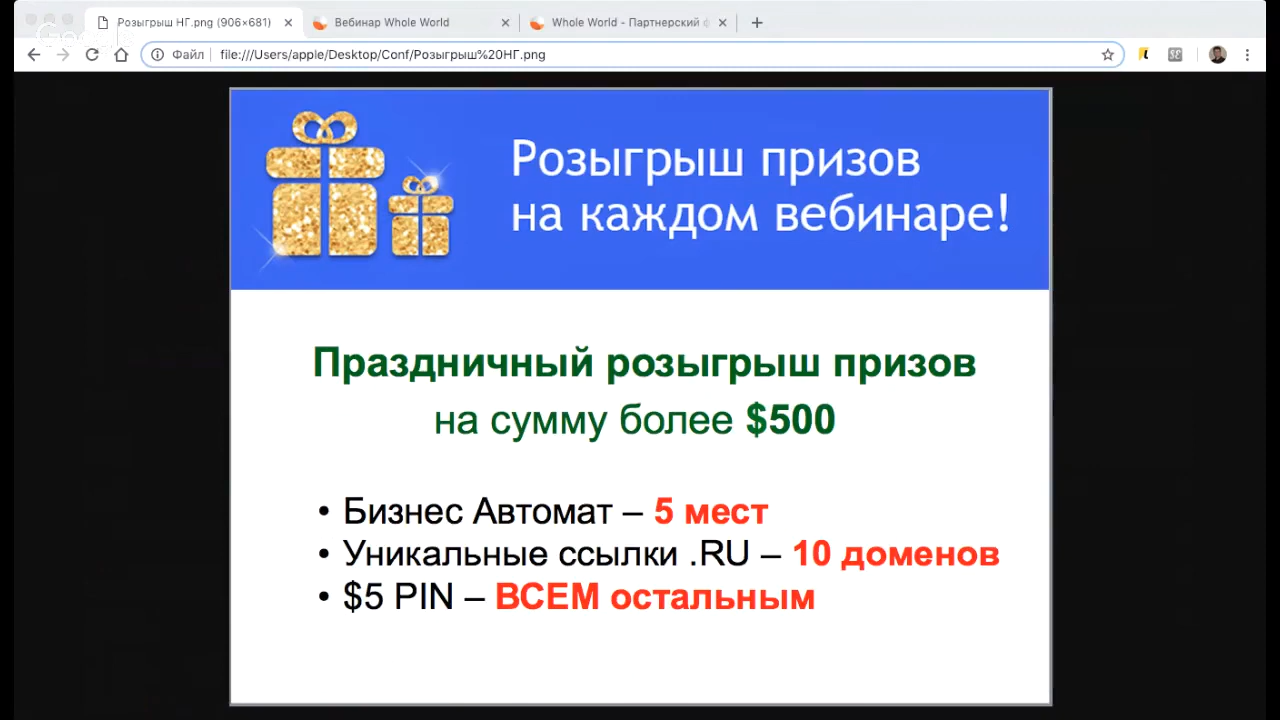 Розыгрыш НГ.png (906×681)
Вебинар Whole World
Whole World - Партнерский
Файл
file:///Users/apple/Desktop/Conf/Розыгрыш%20НГ.png
Розыгрыш призов
на каждом вебинаре!
Праздничный розыгрыш призов
на сумму более $500
• Бизнес Автомат – 5 мест
• Уникальные ссылки .RU – 10 доменов
• $5 PIN – ВСЕМ остальным